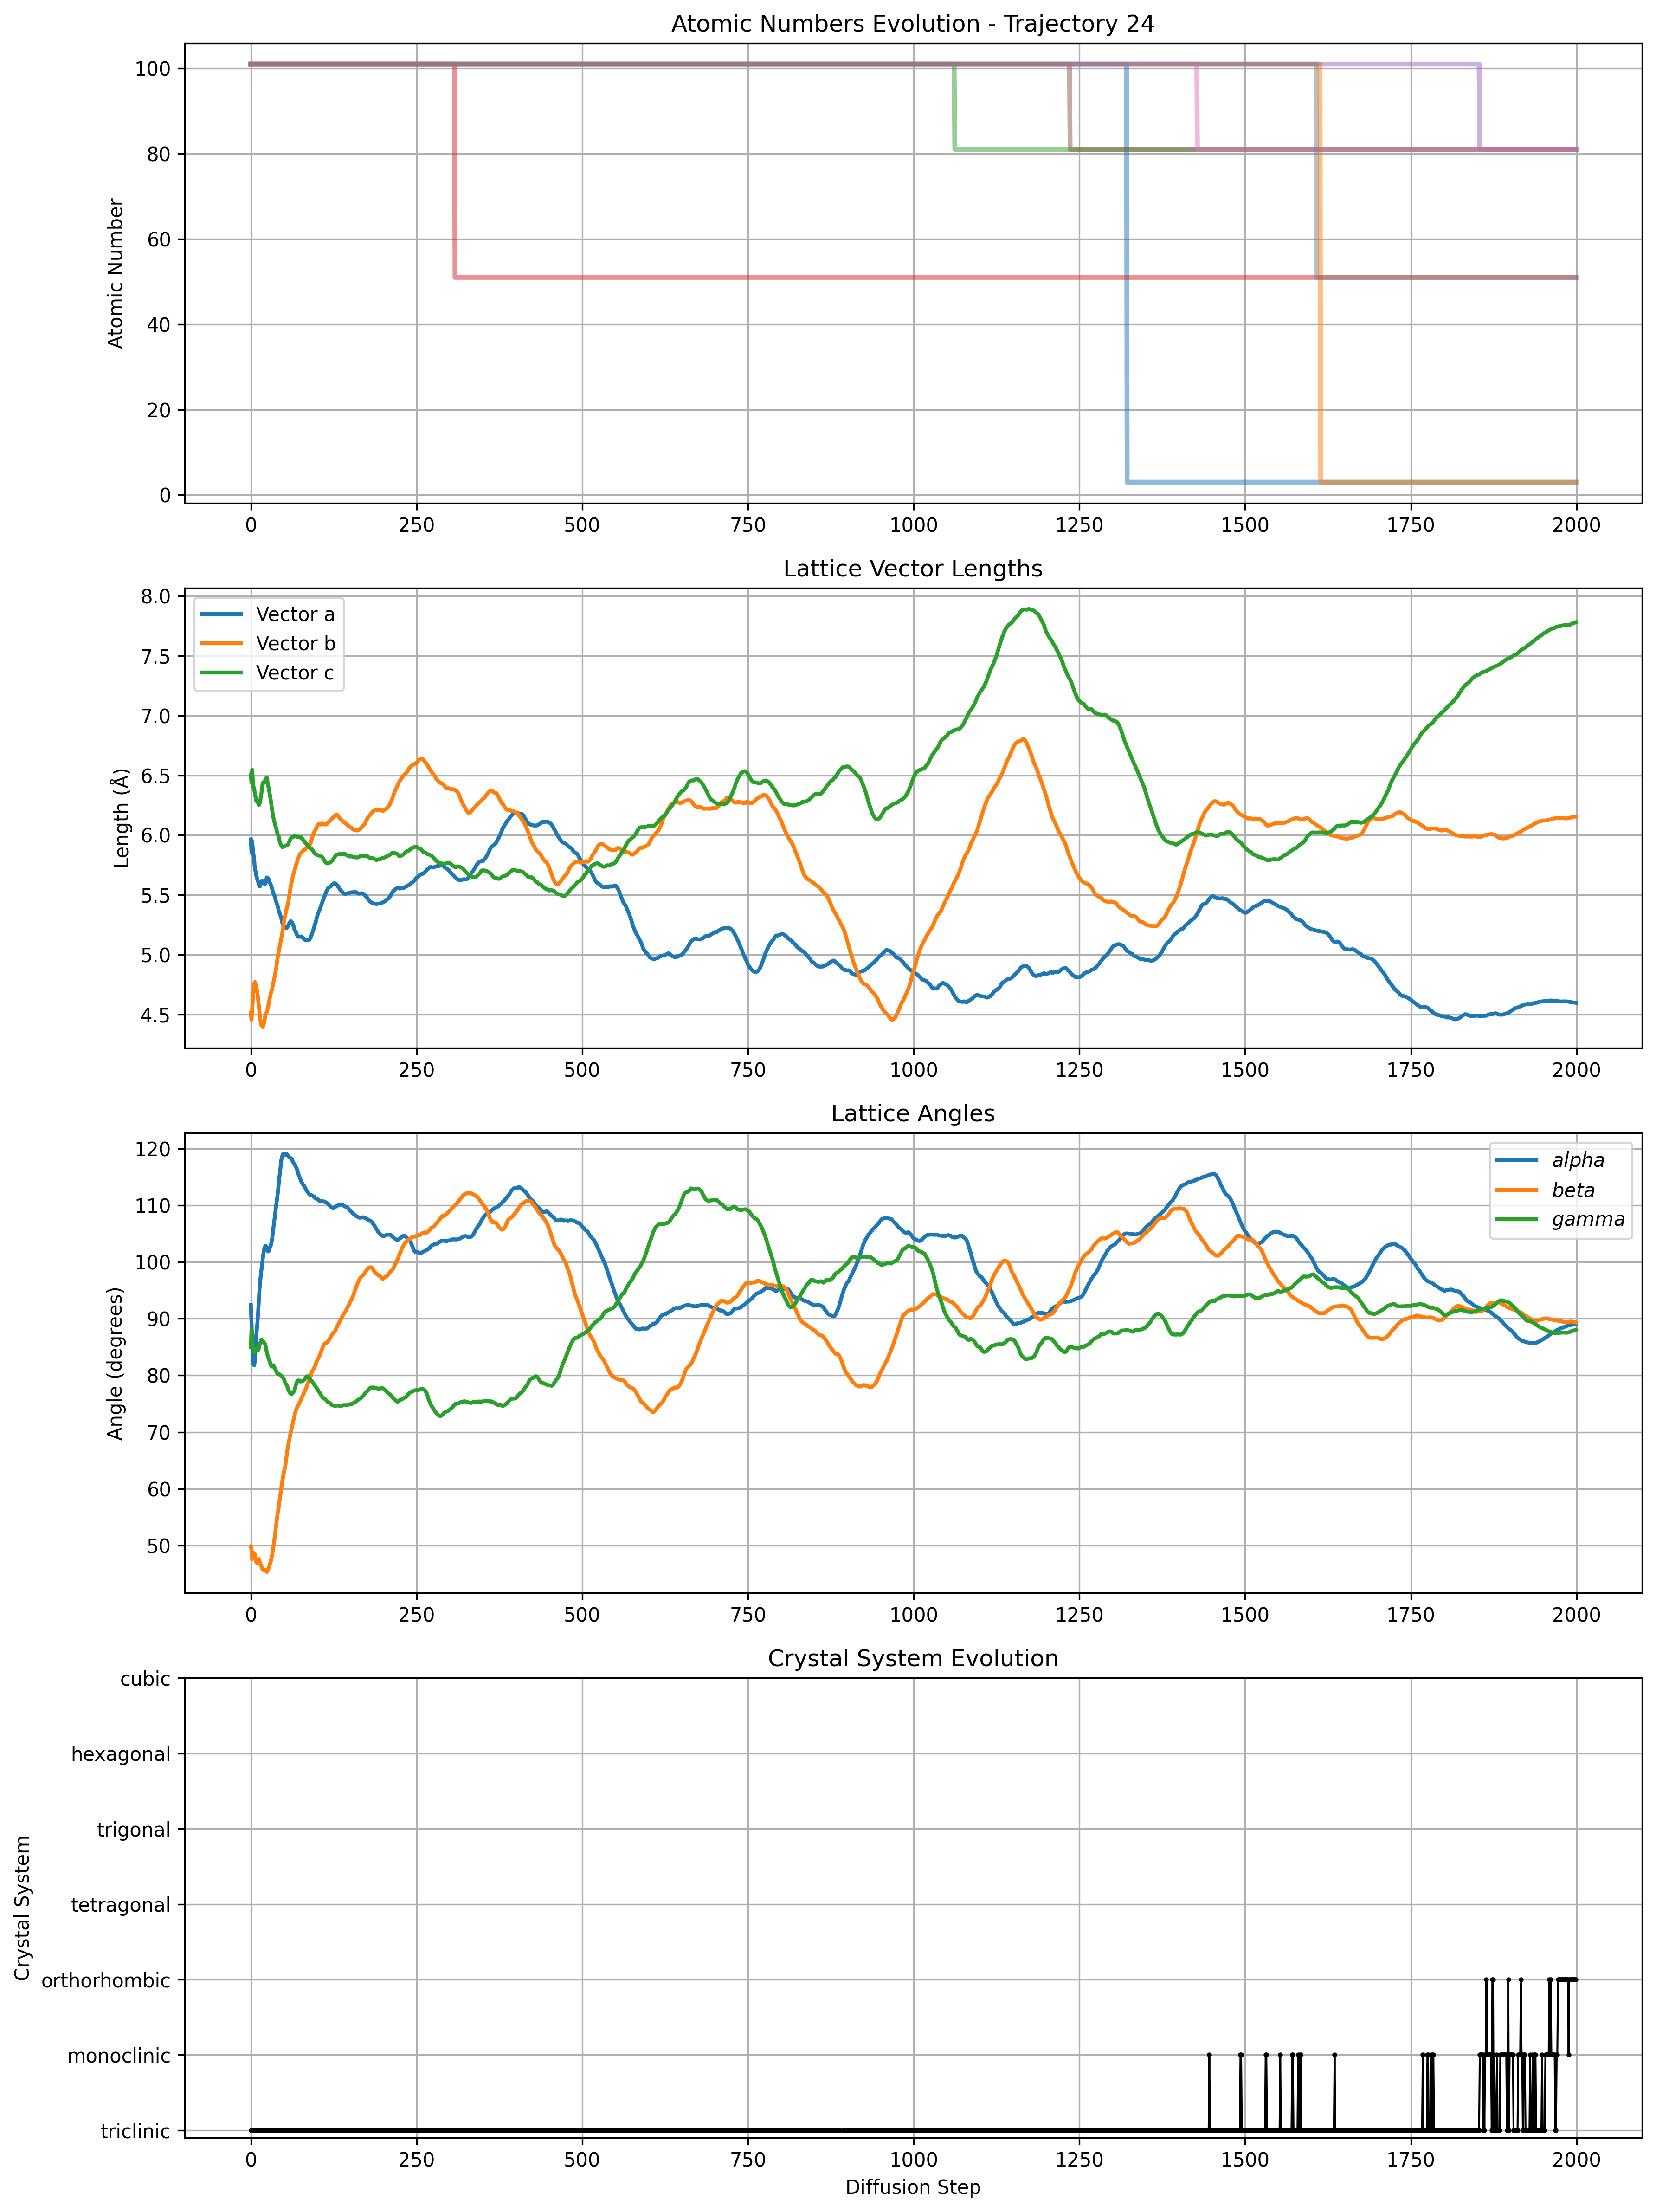 Atomic Numbers Evolution - Trajectory 24
Atomic Number
100
80
60
40
20
0
0 250 500 750 1000 1250 1500 1750 2000
Lattice Vector Lengths
Length (Å)
8.0
7.5
7.0
6.5
6.0
5.5
5.0
4.5
Vector a
Vector b
Vector c
0 250 500 750 1000 1250 1500 1750 2000
Lattice Angles
Angle (degrees)
120
110
100
90
80
70
60
50
alpha
beta
gamma
0 250 500 750 1000 1250 1500 1750 2000
Crystal System Evolution
Crystal System
cubic
hexagonal
trigonal
tetragonal
orthorhombic
monoclinic
triclinic
0 250 500 750 1000 1250 1500 1750 2000
Diffusion Step